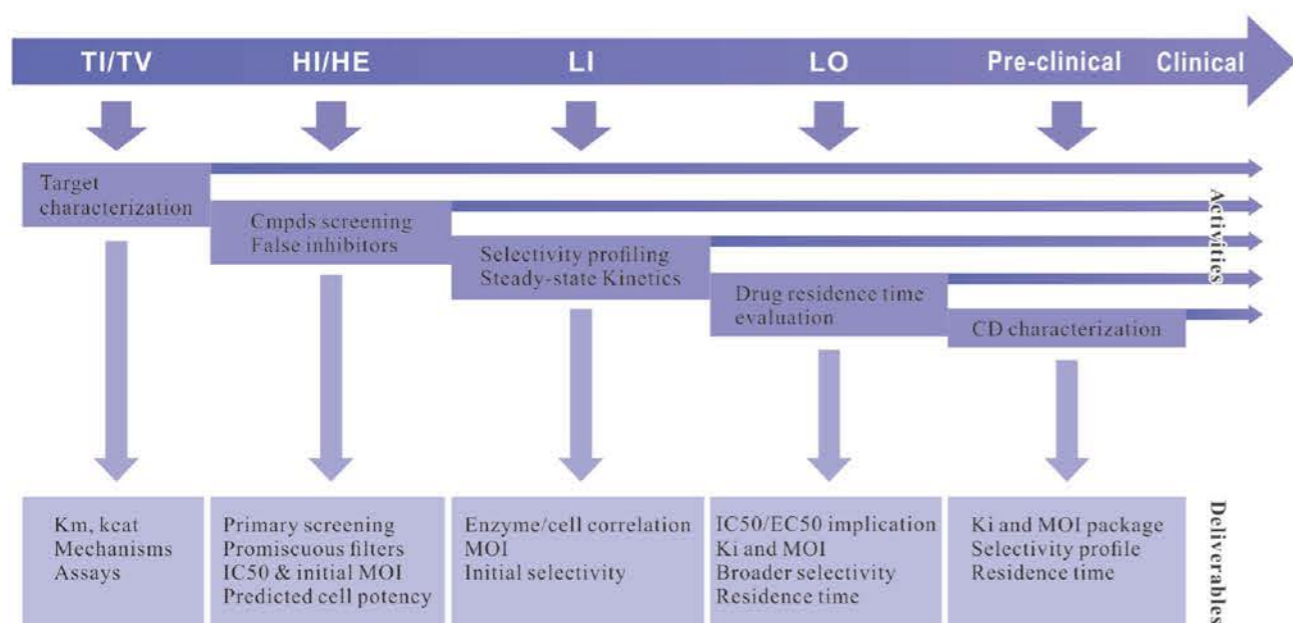 TI/TV
HI/HE
LI
LO
Pre-clinical
Clinical
Target
characterization
Cmpds screening
False inhibitors
Selectivity profiling
Steady-state Kinetics
Drug residence time
evaluation
CD characterization
Activities
Km, kcat
Mechanisms
Assays
Primary screening
Promiscuous filters
IC50 & initial MOI
Predicted cell potency
Enzyme/cell correlation
MOI
Initial selectivity
IC50/EC50 implication
Ki and MOI
Broader selectivity
Residence time
Ki and MOI package
Selectivity profile
Residence time
Deliverables